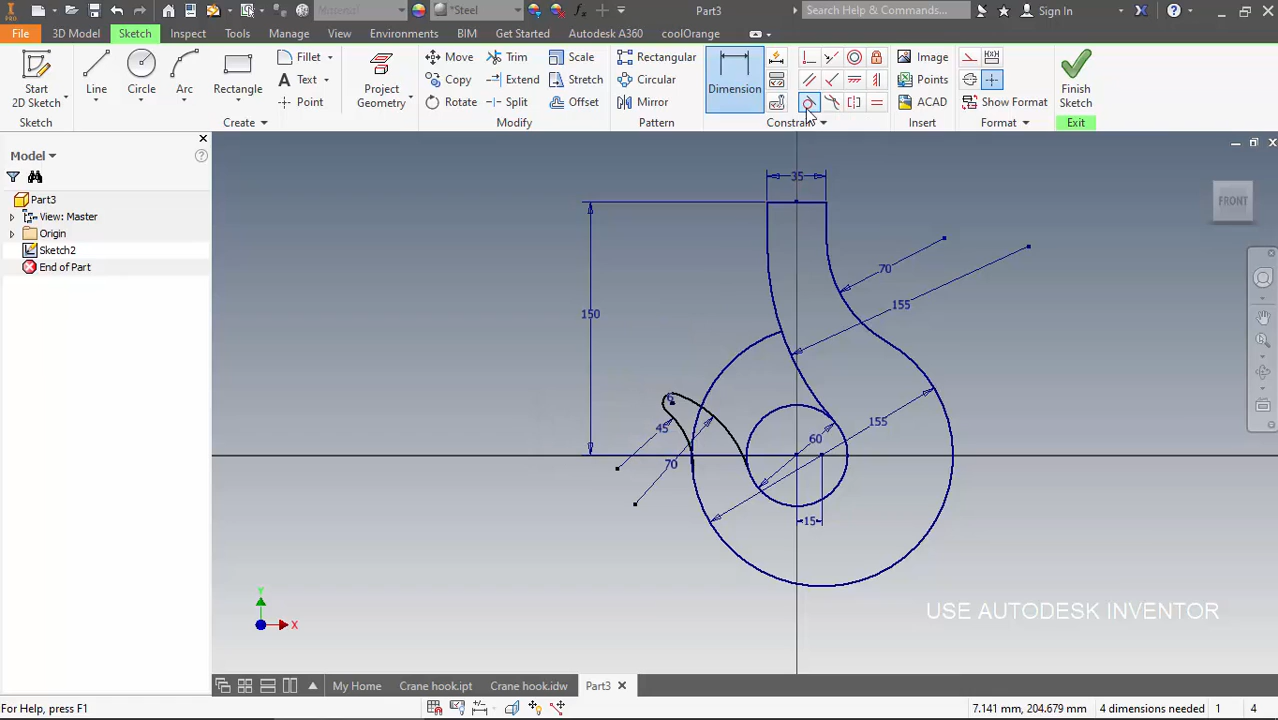 Material
Steel
Part3
Search Help & Commands...
Sign In
PRO
File
3D Model
Sketch
Inspect
Tools
Manage
View
Environments
BIM
Get Started
Autodesk A360
coolOrange
Start
2D Sketch
Line
Circle
Arc
Rectangle
Fillet
Text
Point
Project
Geometry
Move
Copy
Rotate
Trim
Extend
Split
Scale
Stretch
Offset
Rectangular
Circular
Mirror
Dimension
Image
Points
ACAD
Show Format
Finish
Sketch
Sketch
Create
Modify
Pattern
Constrain
Insert
Format
Exit
Model
Part3
View: Master
Origin
Sketch2
End of Part
FRONT
35
70
155
150
6
45
70
60
155
15
Y
X
USE AUTODESK INVENTOR
My Home
Crane hook.ipt
Crane hook.idw
Part3
For Help, press F1
7.141 mm, 204.679 mm
4 dimensions needed
1
4